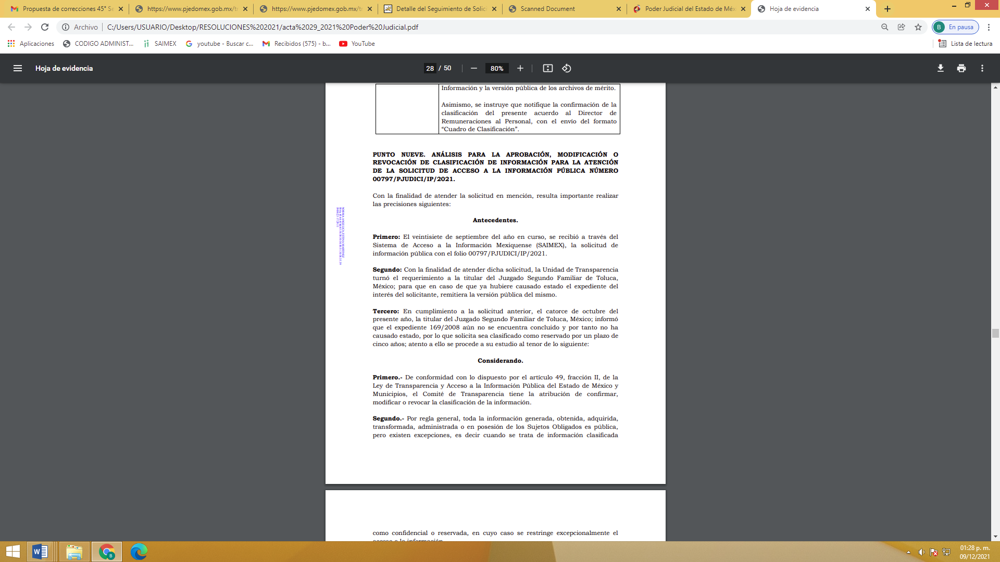 Propuesta de correcciones 45° Se
https://www.pjedomex.gob.mx/tr
https://www.pjedomex.gob.mx/tr
Detalle del Seguimiento de Solici
Scanned Document
Poder Judicial del Estado de Méx
Hoja de evidencia
Archivo
C:/Users/USUARIO/Desktop/RESOLUCIONES%202021/acta%2029_2021%20Poder%20Judicial.pdf
B
En pausa
Aplicaciones
CODIGO ADMINIST...
SAIMEX
youtube - Buscar c...
Recibidos (575) - b...
YouTube
Lista de lectura
Hoja de evidencia
28 / 50
80%
Información y la versión pública de los archivos de mérito.
Asimismo, se instruye que notifique la confirmación de la
clasificación del presente acuerdo al Director de
Remuneraciones al Personal, con el envío del formato
“Cuadro de Clasificación”.
PUNTO NUEVE. ANÁLISIS PARA LA APROBACIÓN, MODIFICACIÓN O
REVOCACIÓN DE CLASIFICACIÓN DE INFORMACIÓN PARA LA ATENCIÓN
DE LA SOLICITUD DE ACCESO A LA INFORMACIÓN PÚBLICA NÚMERO
00797/PJUDICI/IP/2021.
Con la finalidad de atender la solicitud en mención, resulta importante realizar
las precisiones siguientes:
Antecedentes.
Primero: El veintisiete de septiembre del año en curso, se recibió a través del
Sistema de Acceso a la Información Mexiquense (SAIMEX), la solicitud de
información pública con el folio 00797/PJUDICI/IP/2021.
Segundo: Con la finalidad de atender dicha solicitud, la Unidad de Transparencia
turnó el requerimiento a la titular del Juzgado Segundo Familiar de Toluca,
México; para que en caso de que ya hubiere causado estado el expediente del
interés del solicitante, remitiera la versión pública del mismo.
Tercero: En cumplimiento a la solicitud anterior, el catorce de octubre del
presente año, la titular del Juzgado Segundo Familiar de Toluca, México; informó
que el expediente 169/2008 aún no se encuentra concluido y por tanto no ha
causado estado, por lo que solicita sea clasificado como reservado por un plazo de
cinco años; atento a ello se procede a su estudio al tenor de lo siguiente:
Considerando.
Primero.- De conformidad con lo dispuesto por el artículo 49, fracción II, de la
Ley de Transparencia y Acceso a la Información Pública del Estado de México y
Municipios, el Comité de Transparencia tiene la atribución de confirmar,
modificar o revocar la clasificación de la información.
Segundo.- Por regla general, toda la información generada, obtenida, adquirida,
transformada, administrada o en posesión de los Sujetos Obligados es pública,
pero existen excepciones, es decir cuando se trata de información clasificada
como confidencial o reservada, en cuyo caso se restringe excepcionalmente el
acceso a la información.
NORMA ANGELICA ZETINA MARTINEZ
01:28 p. m.
09/12/2021